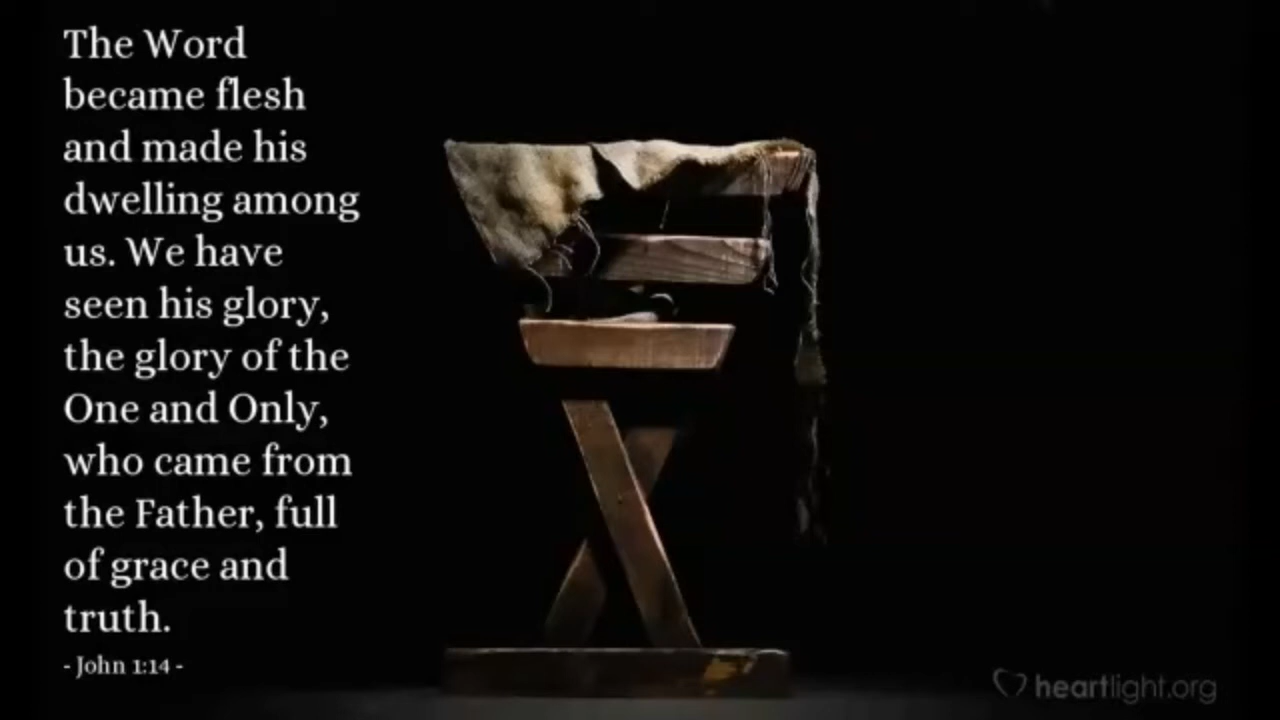 The Word
became flesh
and made his
dwelling among
us. We have
seen his glory,
the glory of the
One and Only,
who came from
the Father, full
of grace and
truth.
- John 1:14 -
heartlight.org